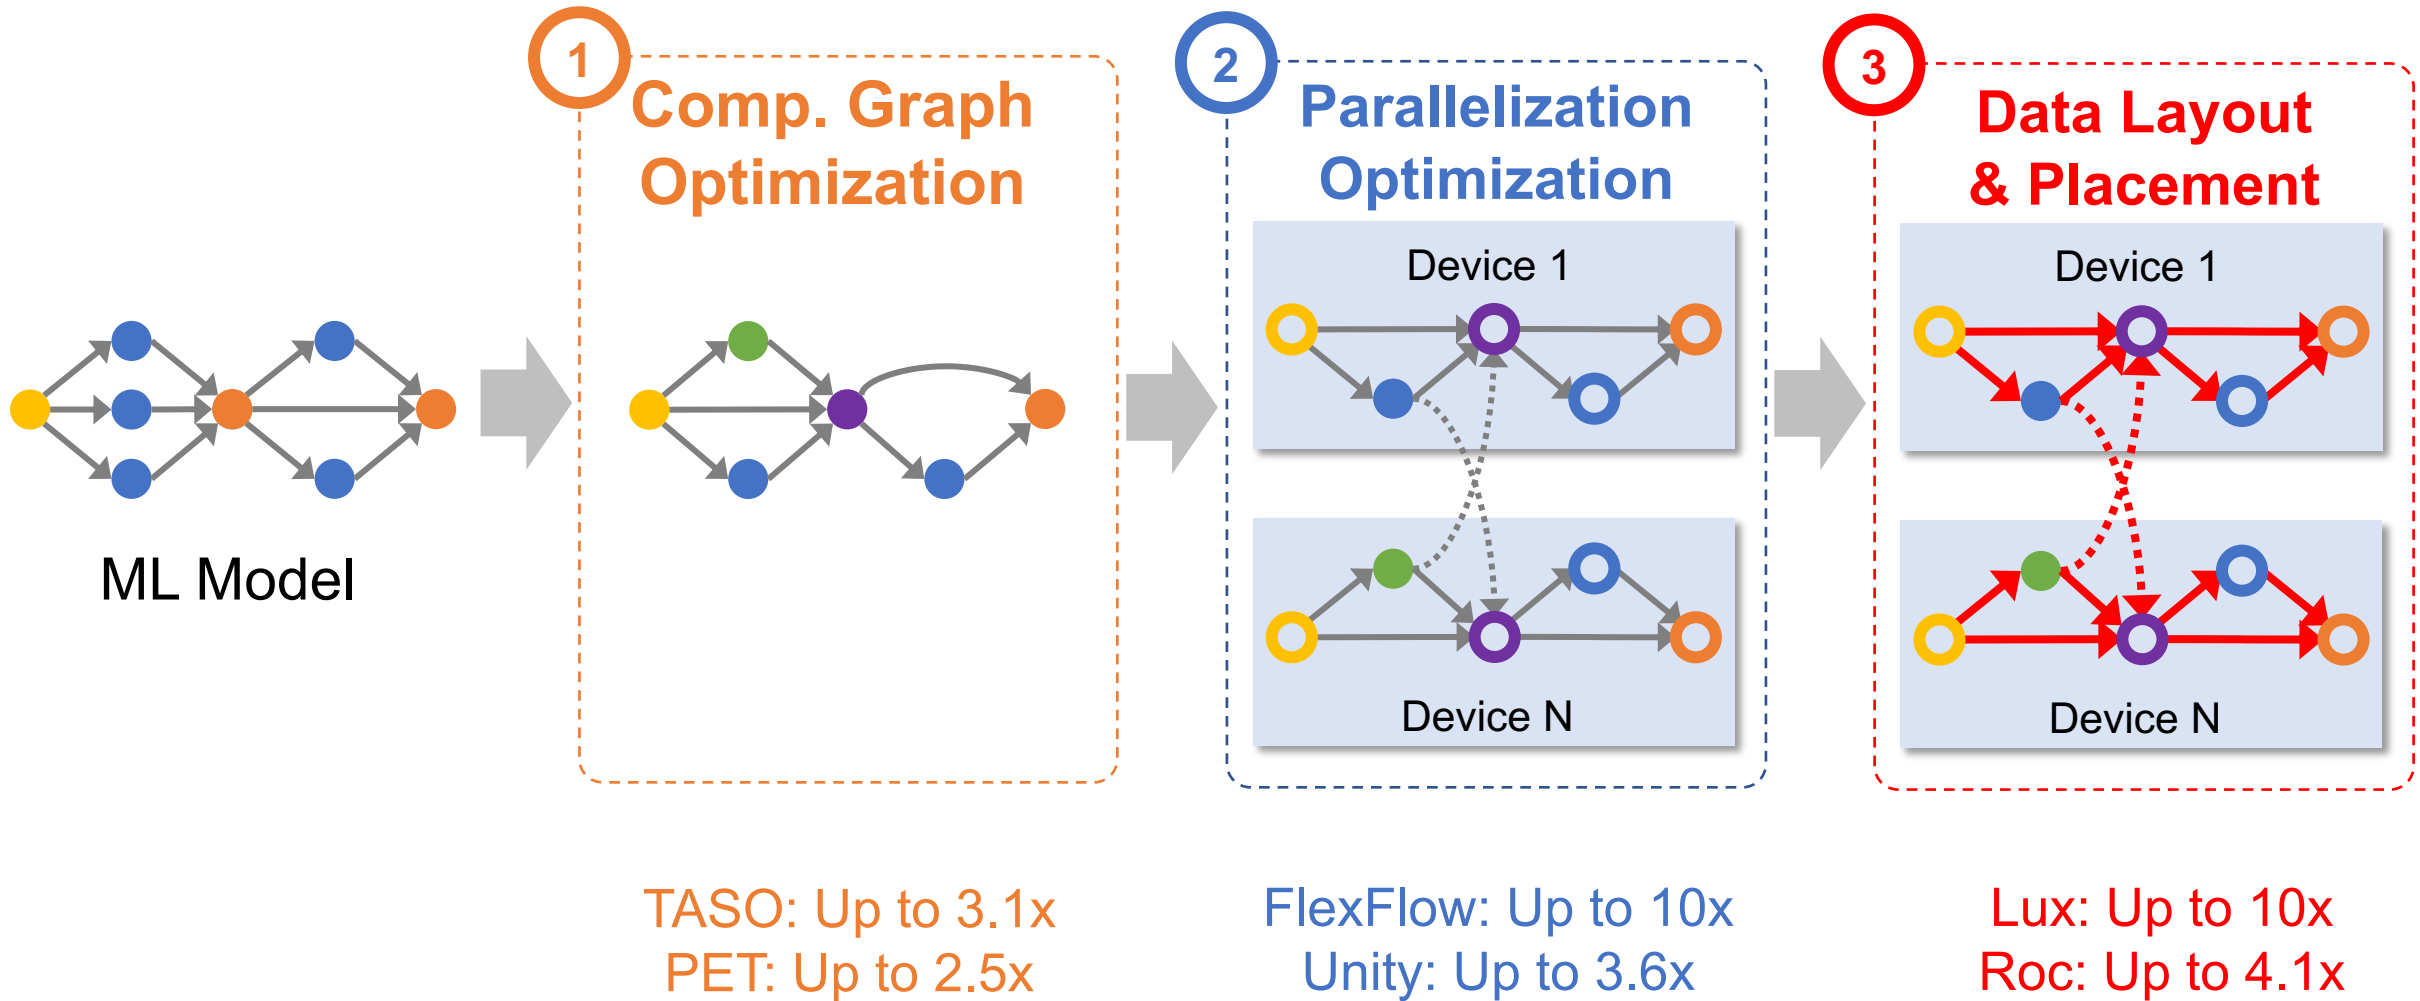 1
Comp. Graph
Optimization
2
Parallelization
Optimization
3
Data Layout
& Placement
Device 1
Device 1
ML Model
Device N
Device N
TASO: Up to 3.1x
PET: Up to 2.5x
FlexFlow: Up to 10x
Unity: Up to 3.6x
Lux: Up to 10x
Roc: Up to 4.1x